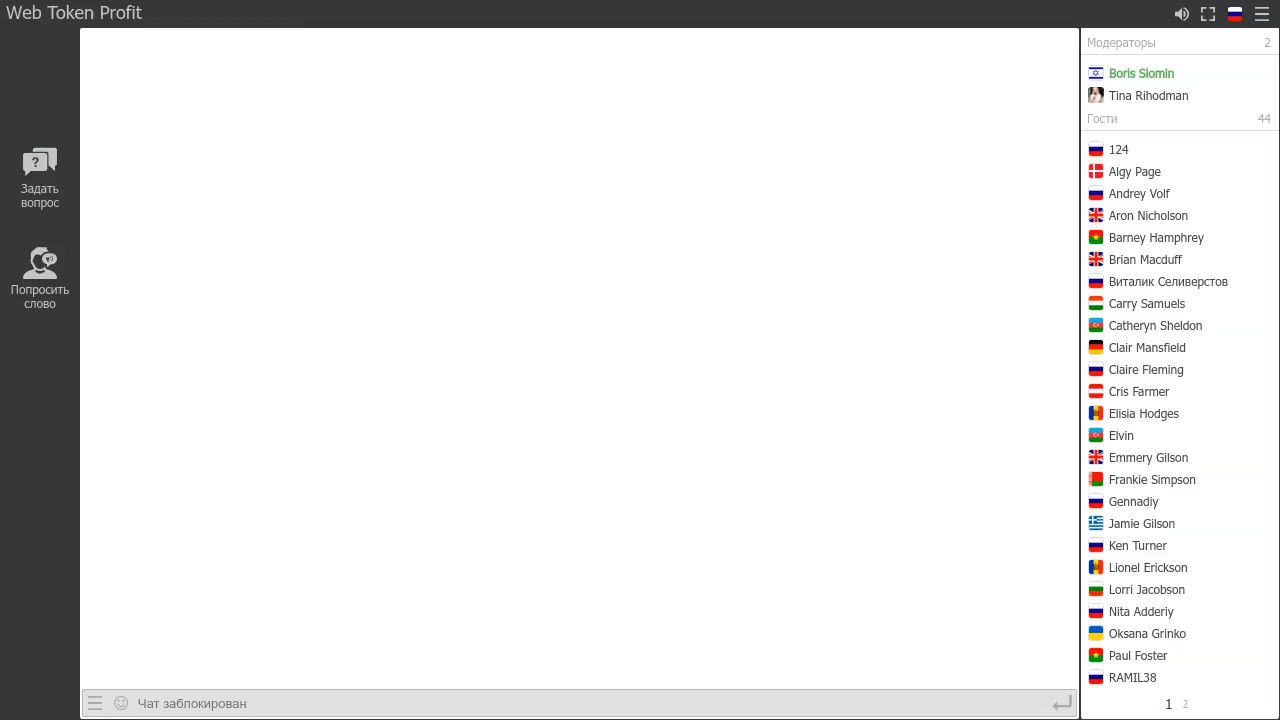 Web Token Profit
Задать
вопрос
Попросить
слово
Чат заблокирован
Модераторы 2
Boris Slomin
Tina Rihodman
Гости 44
124
Algy Page
Andrey Volf
Aron Nicholson
Barney Hamphrey
Brian Macduff
Виталик Селиверстов
Carry Samuels
Catheryn Sheldon
Clair Mansfield
Claire Fleming
Cris Farmer
Elisia Hodges
Elvin
Emmery Gilson
Frankie Simpson
Gennadiy
Jamie Gilson
Ken Turner
Lionel Erickson
Lorri Jacobson
Nita Adderiy
Oksana Grinko
Paul Foster
RAMIL38
1 2